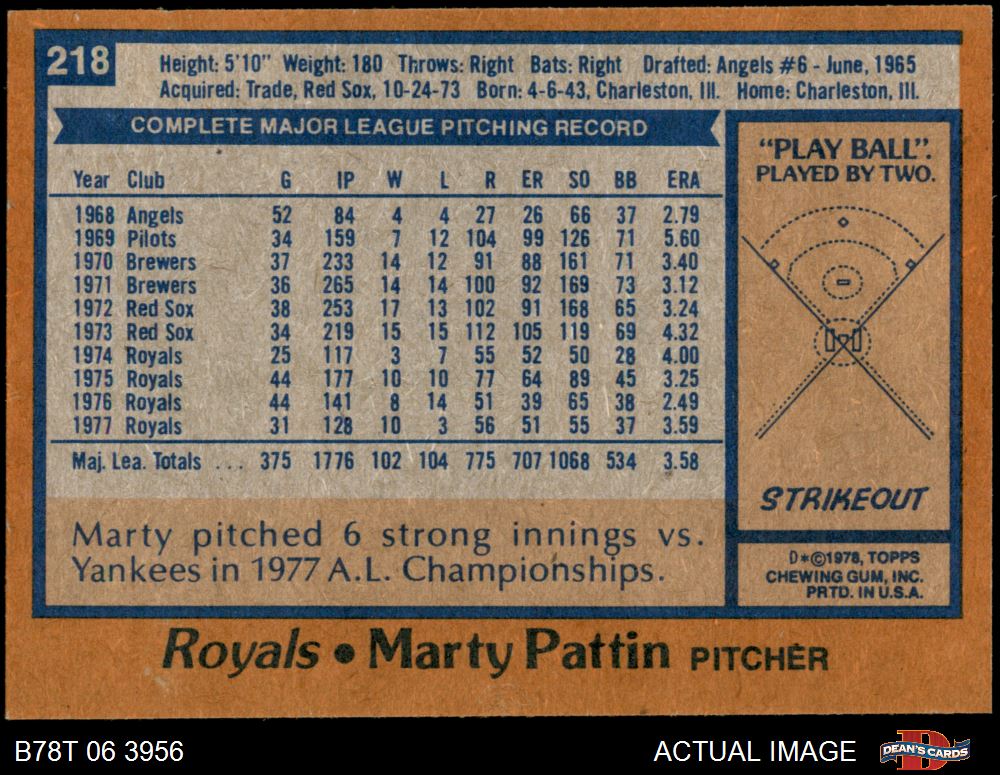 218
Height: 5'10" Weight: 180 Throws: Right Bats: Right Drafted: Angels #6 - June, 1965
Acquired: Trade, Red Sox, 10-24-73 Born: 4-6-43, Charleston, Ill. Home: Charleston, Ill.
COMPLETE MAJOR LEAGUE PITCHING RECORD
Year Club G IP W L R ER SO BB ERA
1968 Angels 52 84 4 4 27 26 66 37 2.79
1969 Pilots 34 159 7 12 104 99 126 71 5.60
1970 Brewers 37 233 14 12 91 88 161 71 3.40
1971 Brewers 36 265 14 14 100 92 169 73 3.12
1972 Red Sox 38 253 17 13 102 91 168 65 3.24
1973 Red Sox 34 219 15 15 112 105 119 69 4.32
1974 Royals 25 117 3 7 55 52 50 28 4.00
1975 Royals 44 177 10 10 77 64 89 45 3.25
1976 Royals 44 141 8 14 51 39 65 38 2.49
1977 Royals 31 128 10 3 56 51 55 37 3.59
Maj. Lea. Totals ... 375 1776 102 104 775 707 1068 534 3.58
Marty pitched 6 strong innings vs.
Yankees in 1977 A.L. Championships.
"PLAY BALL".
PLAYED BY TWO.
STRIKEOUT
D*©1978, TOPPS
CHEWING GUM, INC.
PRTD. IN U.S.A.
Royals • Marty Pattin PITCHER
B78T 06 3956
ACTUAL IMAGE
DEAN'S CARDS